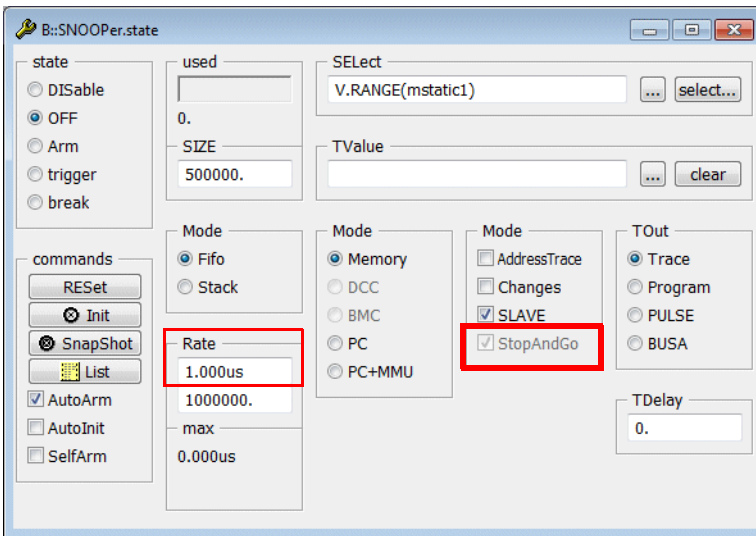 B::SNOOPer.state
state
DISable
OFF
Arm
trigger
break
commands
RESet
Init
SnapShot
List
AutoArm
AutoInit
SelfArm
used
0.
SIZE
500000.
Mode
Fifo
Stack
Rate
1.000us
1000000.
max
0.000us
SELect
V.RANGE(mstatic1)
...
select...
TValue
...
clear
Mode
Memory
DCC
BMC
PC
PC+MMU
Mode
AddressTrace
Changes
SLAVE
StopAndGo
TOut
Trace
Program
PULSE
BUSA
TDelay
0.